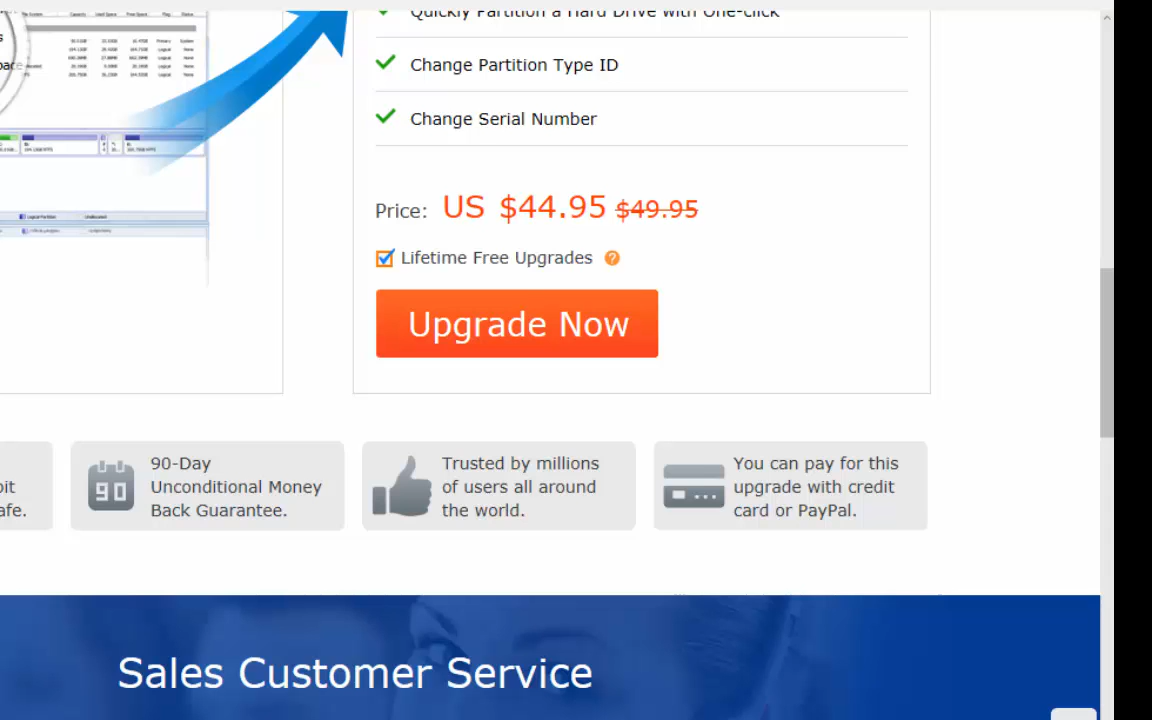 Quickly Partition a Hard Drive with One-click
Change Partition Type ID
Change Serial Number
Price: US $44.95 $49.95
Lifetime Free Upgrades ?
Upgrade Now
90
90-Day
Unconditional Money
Back Guarantee.
Trusted by millions
of users all around
the world.
You can pay for this
upgrade with credit
card or PayPal.
Sales Customer Service